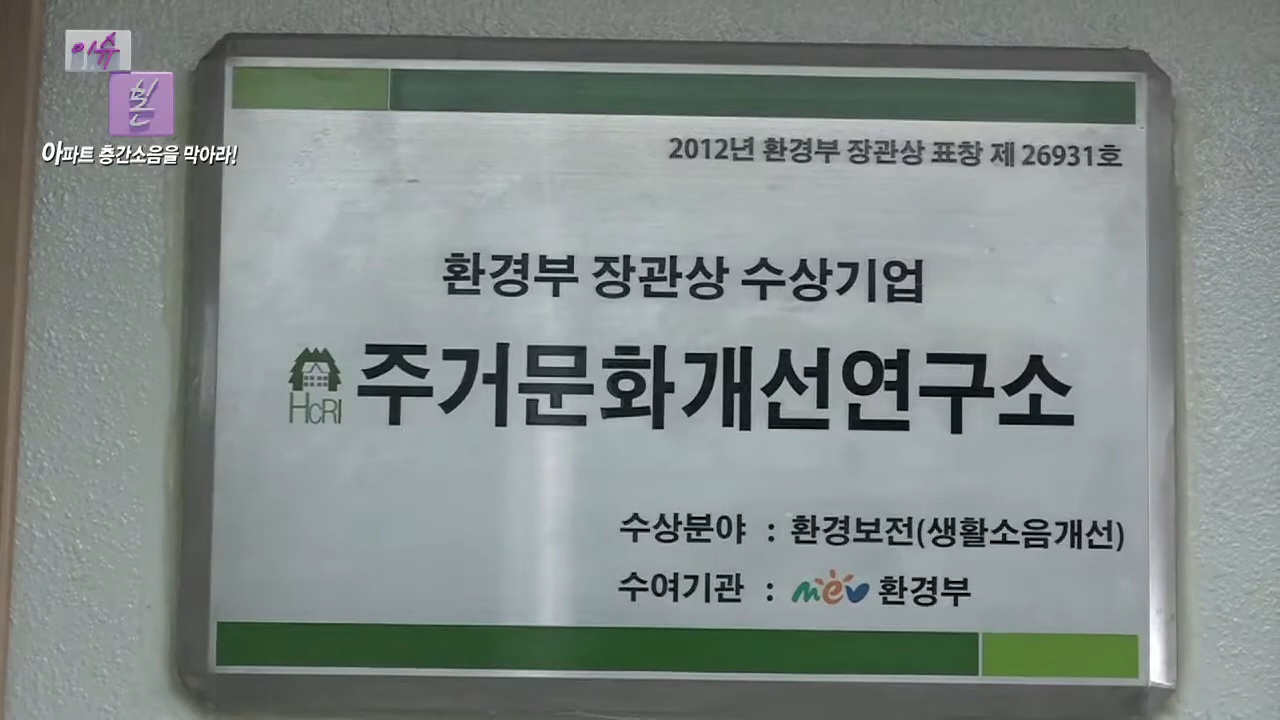 이슈
본
아파트 층간소음을 막아라!
2012년 환경부 장관상 표창 제 26931호
환경부 장관상 수상기업
HCRI 주거문화개선연구소
수상분야 : 환경보전(생활소음개선)
수여기관 : mev 환경부